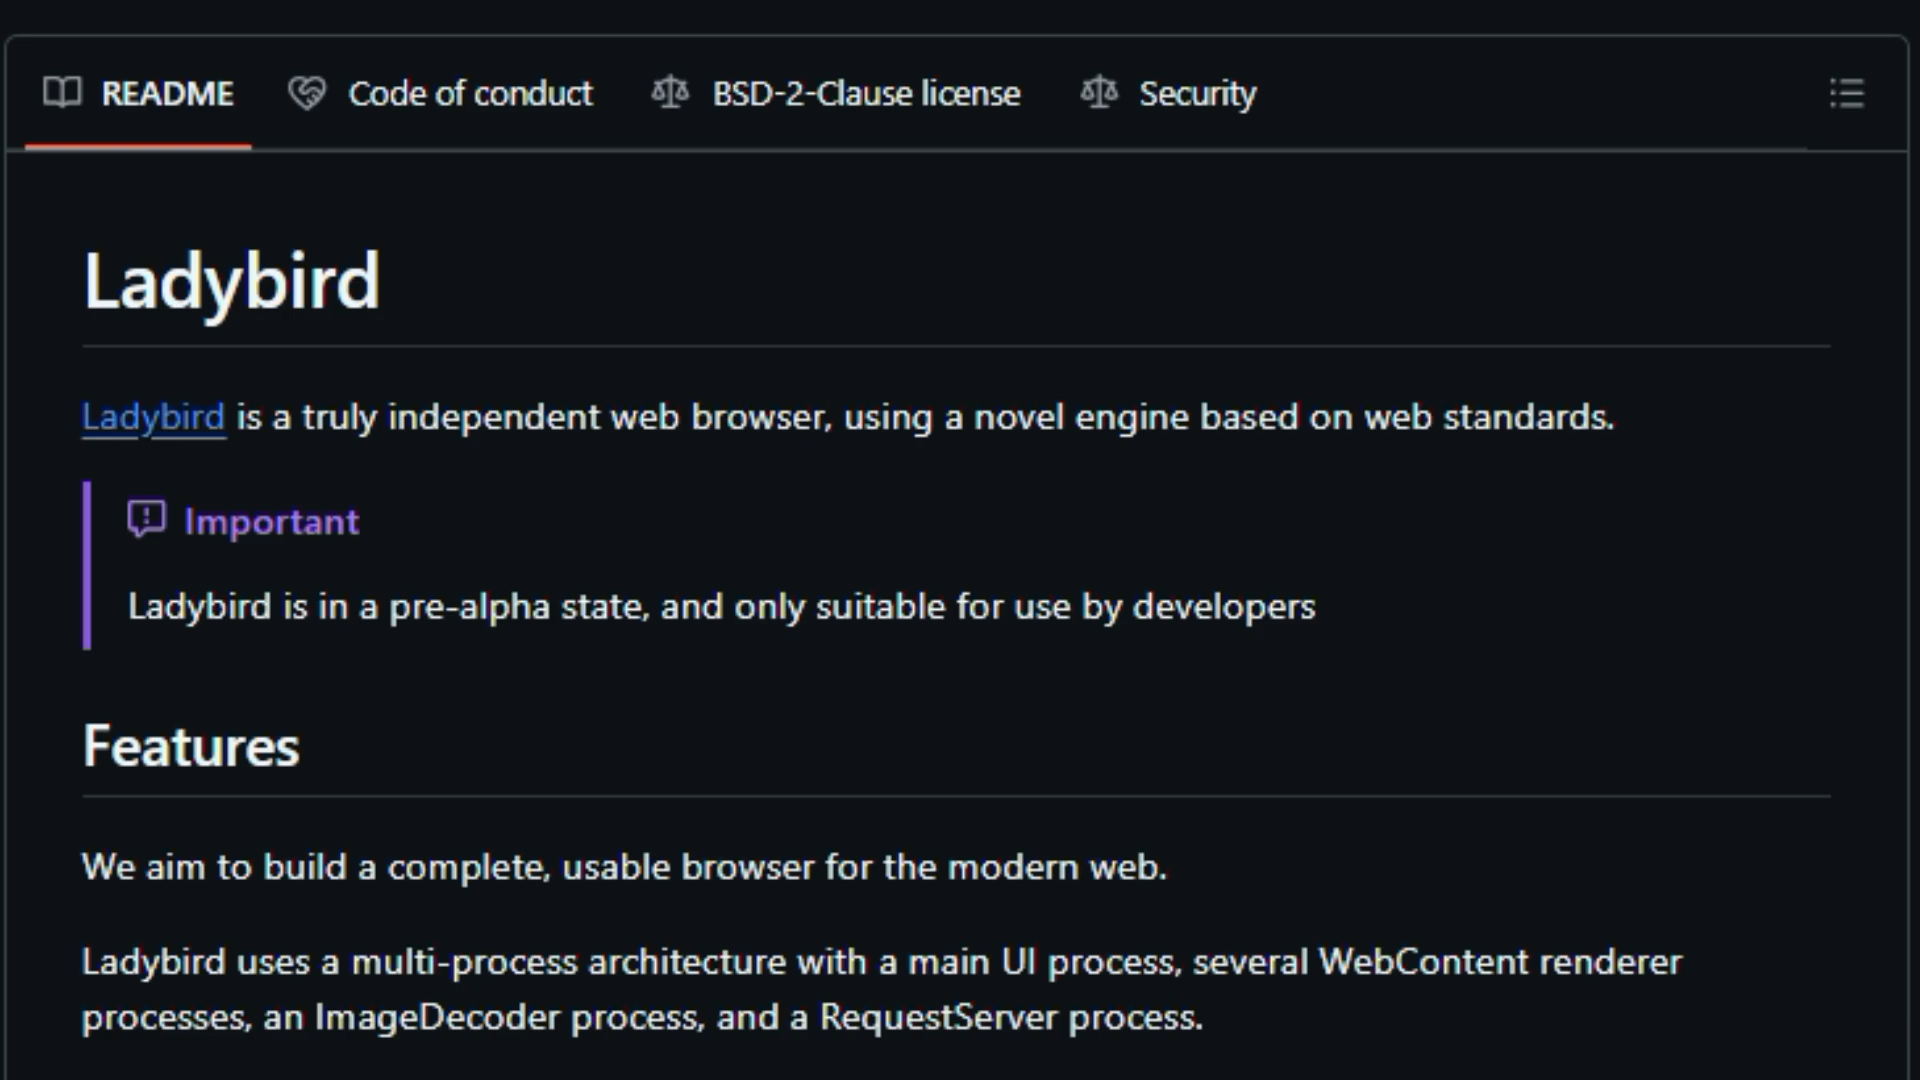 README Code of conduct BSD-2-Clause license Security
Ladybird
Ladybird is a truly independent web browser, using a novel engine based on web standards.
Important
Ladybird is in a pre-alpha state, and only suitable for use by developers
Features
We aim to build a complete, usable browser for the modern web.
Ladybird uses a multi-process architecture with a main UI process, several WebContent renderer
processes, an ImageDecoder process, and a RequestServer process.